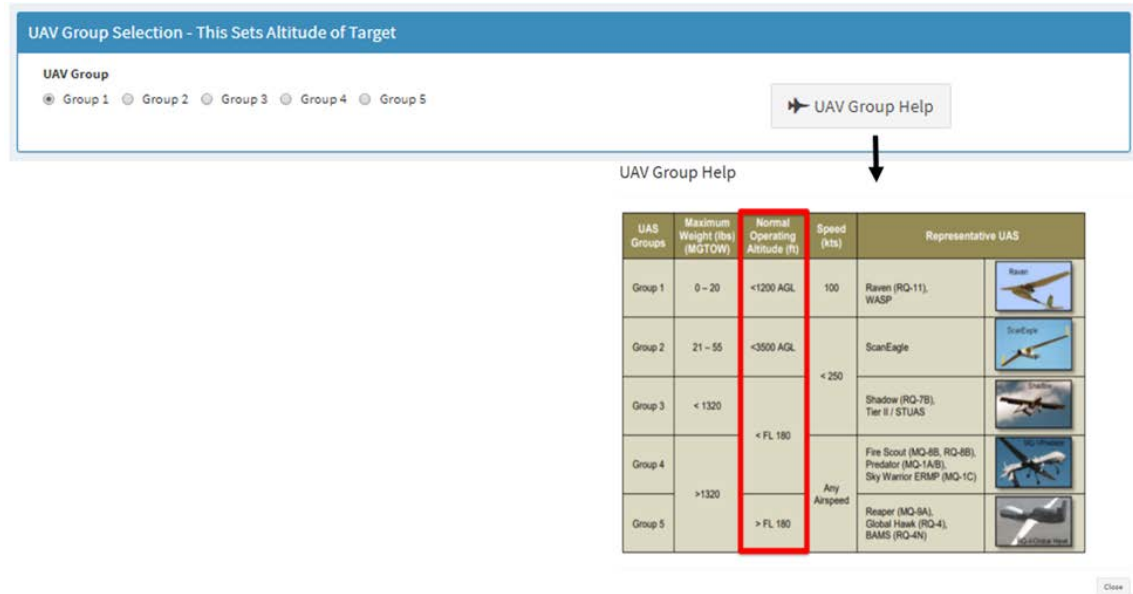 UAV Group Selection - This Sets Altitude of Target
UAV Group
Group 1 Group 2 Group 3 Group 4 Group 5
UAV Group Help
UAV Group Help
UAS Groups
Maximum Weight (lbs) (MGTOW)
Normal Operating Altitude (ft)
Speed (kts)
Representative UAS
Group 1
0 – 20
<1200 AGL
100
Raven (RQ-11),
WASP
Raven
Group 2
21 – 55
<3500 AGL
< 250
ScanEagle
ScanEagle
Group 3
< 1320
< FL 180
Shadow (RQ-7B),
Tier II / STUAS
Shadow
Group 4
>1320
Any
Airspeed
Fire Scout (MQ-8B, RQ-8B),
Predator (MQ-1A/B),
Sky Warrior ERMP (MQ-1C)
Group 5
> FL 180
Reaper (MQ-9A),
Global Hawk (RQ-4),
BAMS (RQ-4N)
Close